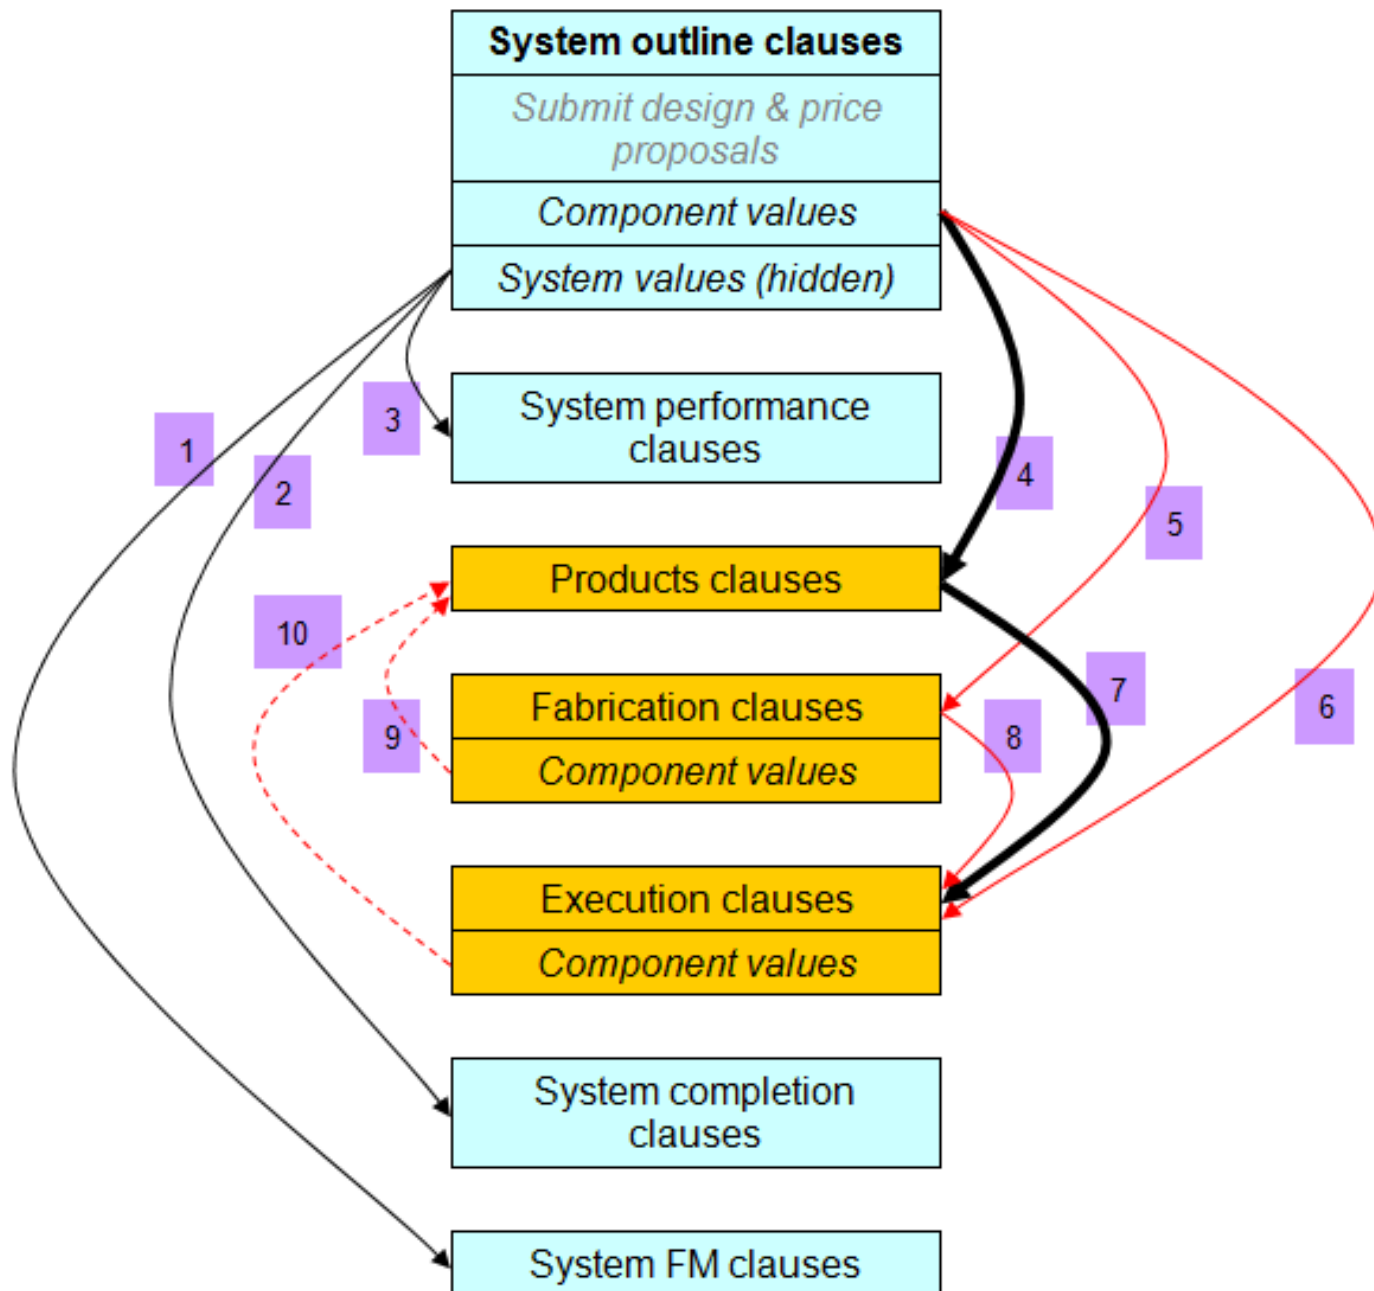 System outline clauses
Submit design & price
proposals
Component values
System values (hidden)
3
System performance
clauses
1
2
4
5
Products clauses
10
7
6
Fabrication clauses
9
8
Component values
Execution clauses
Component values
System completion
clauses
System FM clauses